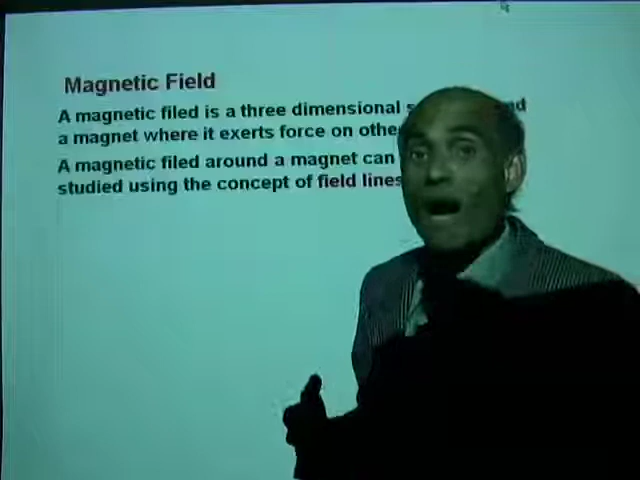 Magnetic Field
A magnetic filed is a three dimensional
a magnet where it exerts force on othe
A magnetic filed around a magnet can
studied using the concept of field lines